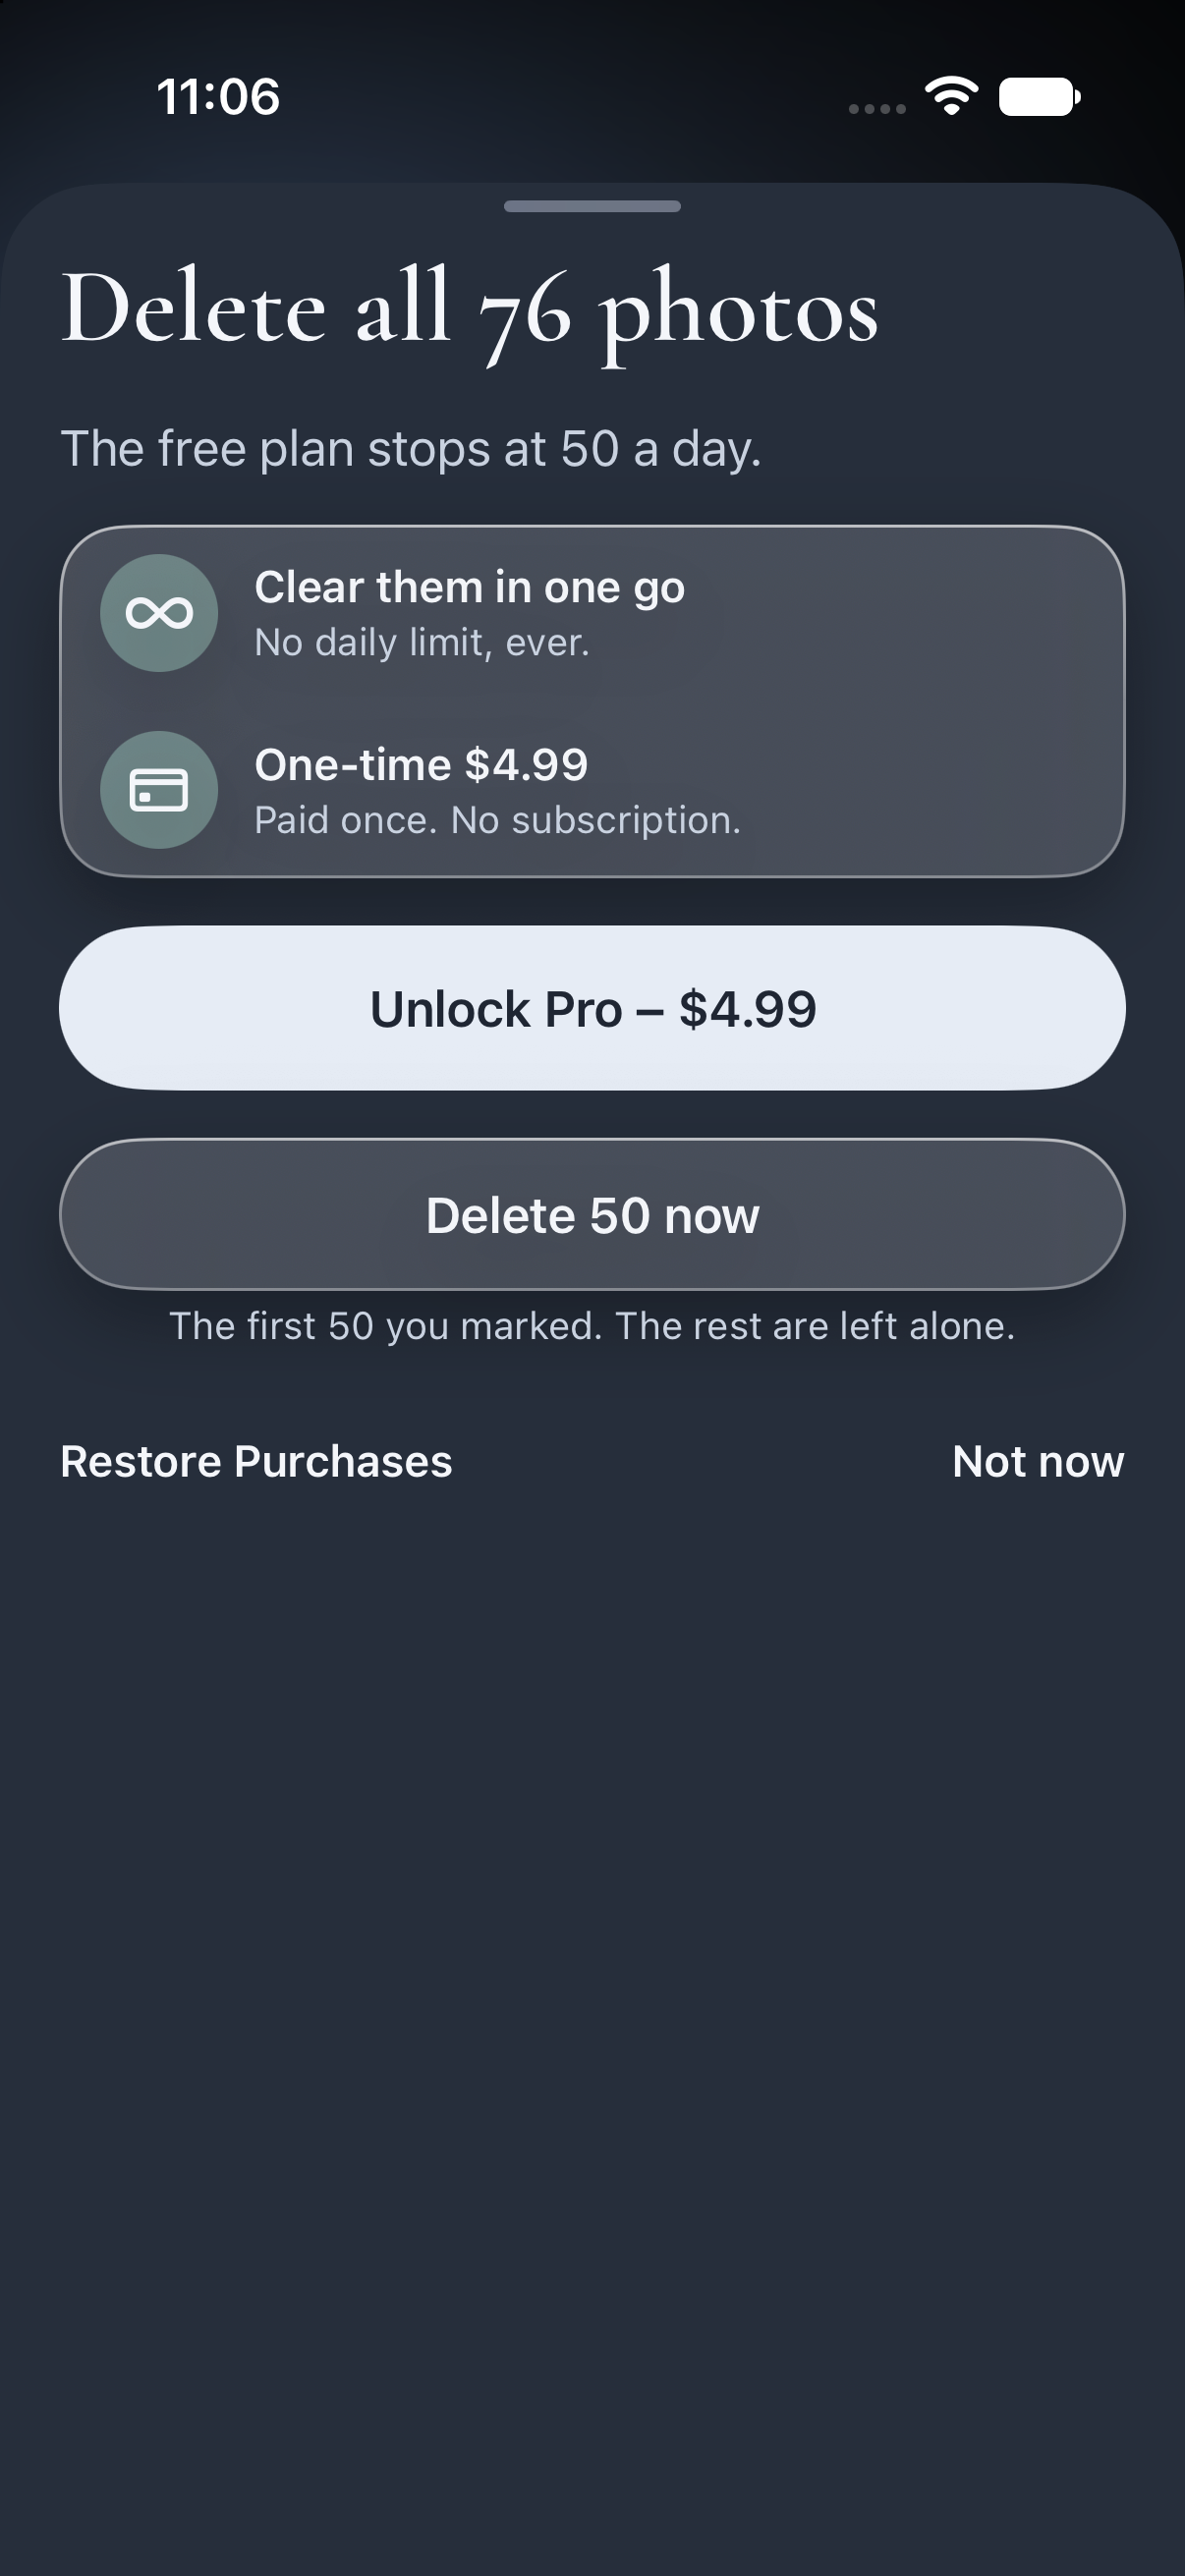 11:06
Delete all 76 photos
The free plan stops at 50 a day.
Clear them in one go
No daily limit, ever.
One-time $4.99
Paid once. No subscription.
Unlock Pro – $4.99
Delete 50 now
The first 50 you marked. The rest are left alone.
Restore Purchases
Not now